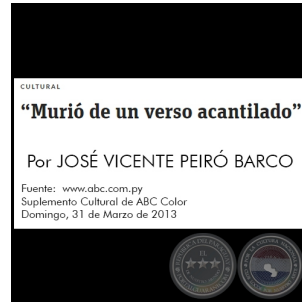 CULTURAL
“Murió de un verso acantilado”
Por JOSÉ VICENTE PEIRÓ BARCO
Fuente: www.abc.com.py
Suplemento Cultural de ABC Color
Domingo, 31 de Marzo de 2013